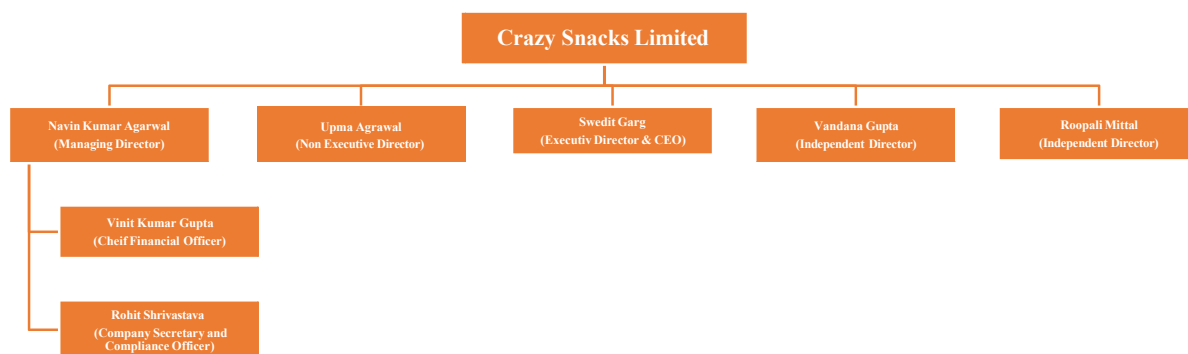 Crazy Snacks Limited
Navin Kumar Agarwal
(Managing Director)
Upma Agrawal
(Non Executive Director)
Swedit Garg
(Executiv Director & CEO)
Vandana Gupta
(Independent Director)
Roopali Mittal
(Independent Director)
Vinit Kumar Gupta
(Cheif Financial Officer)
Rohit Shrivastava
(Company Secretary and
Compliance Officer)